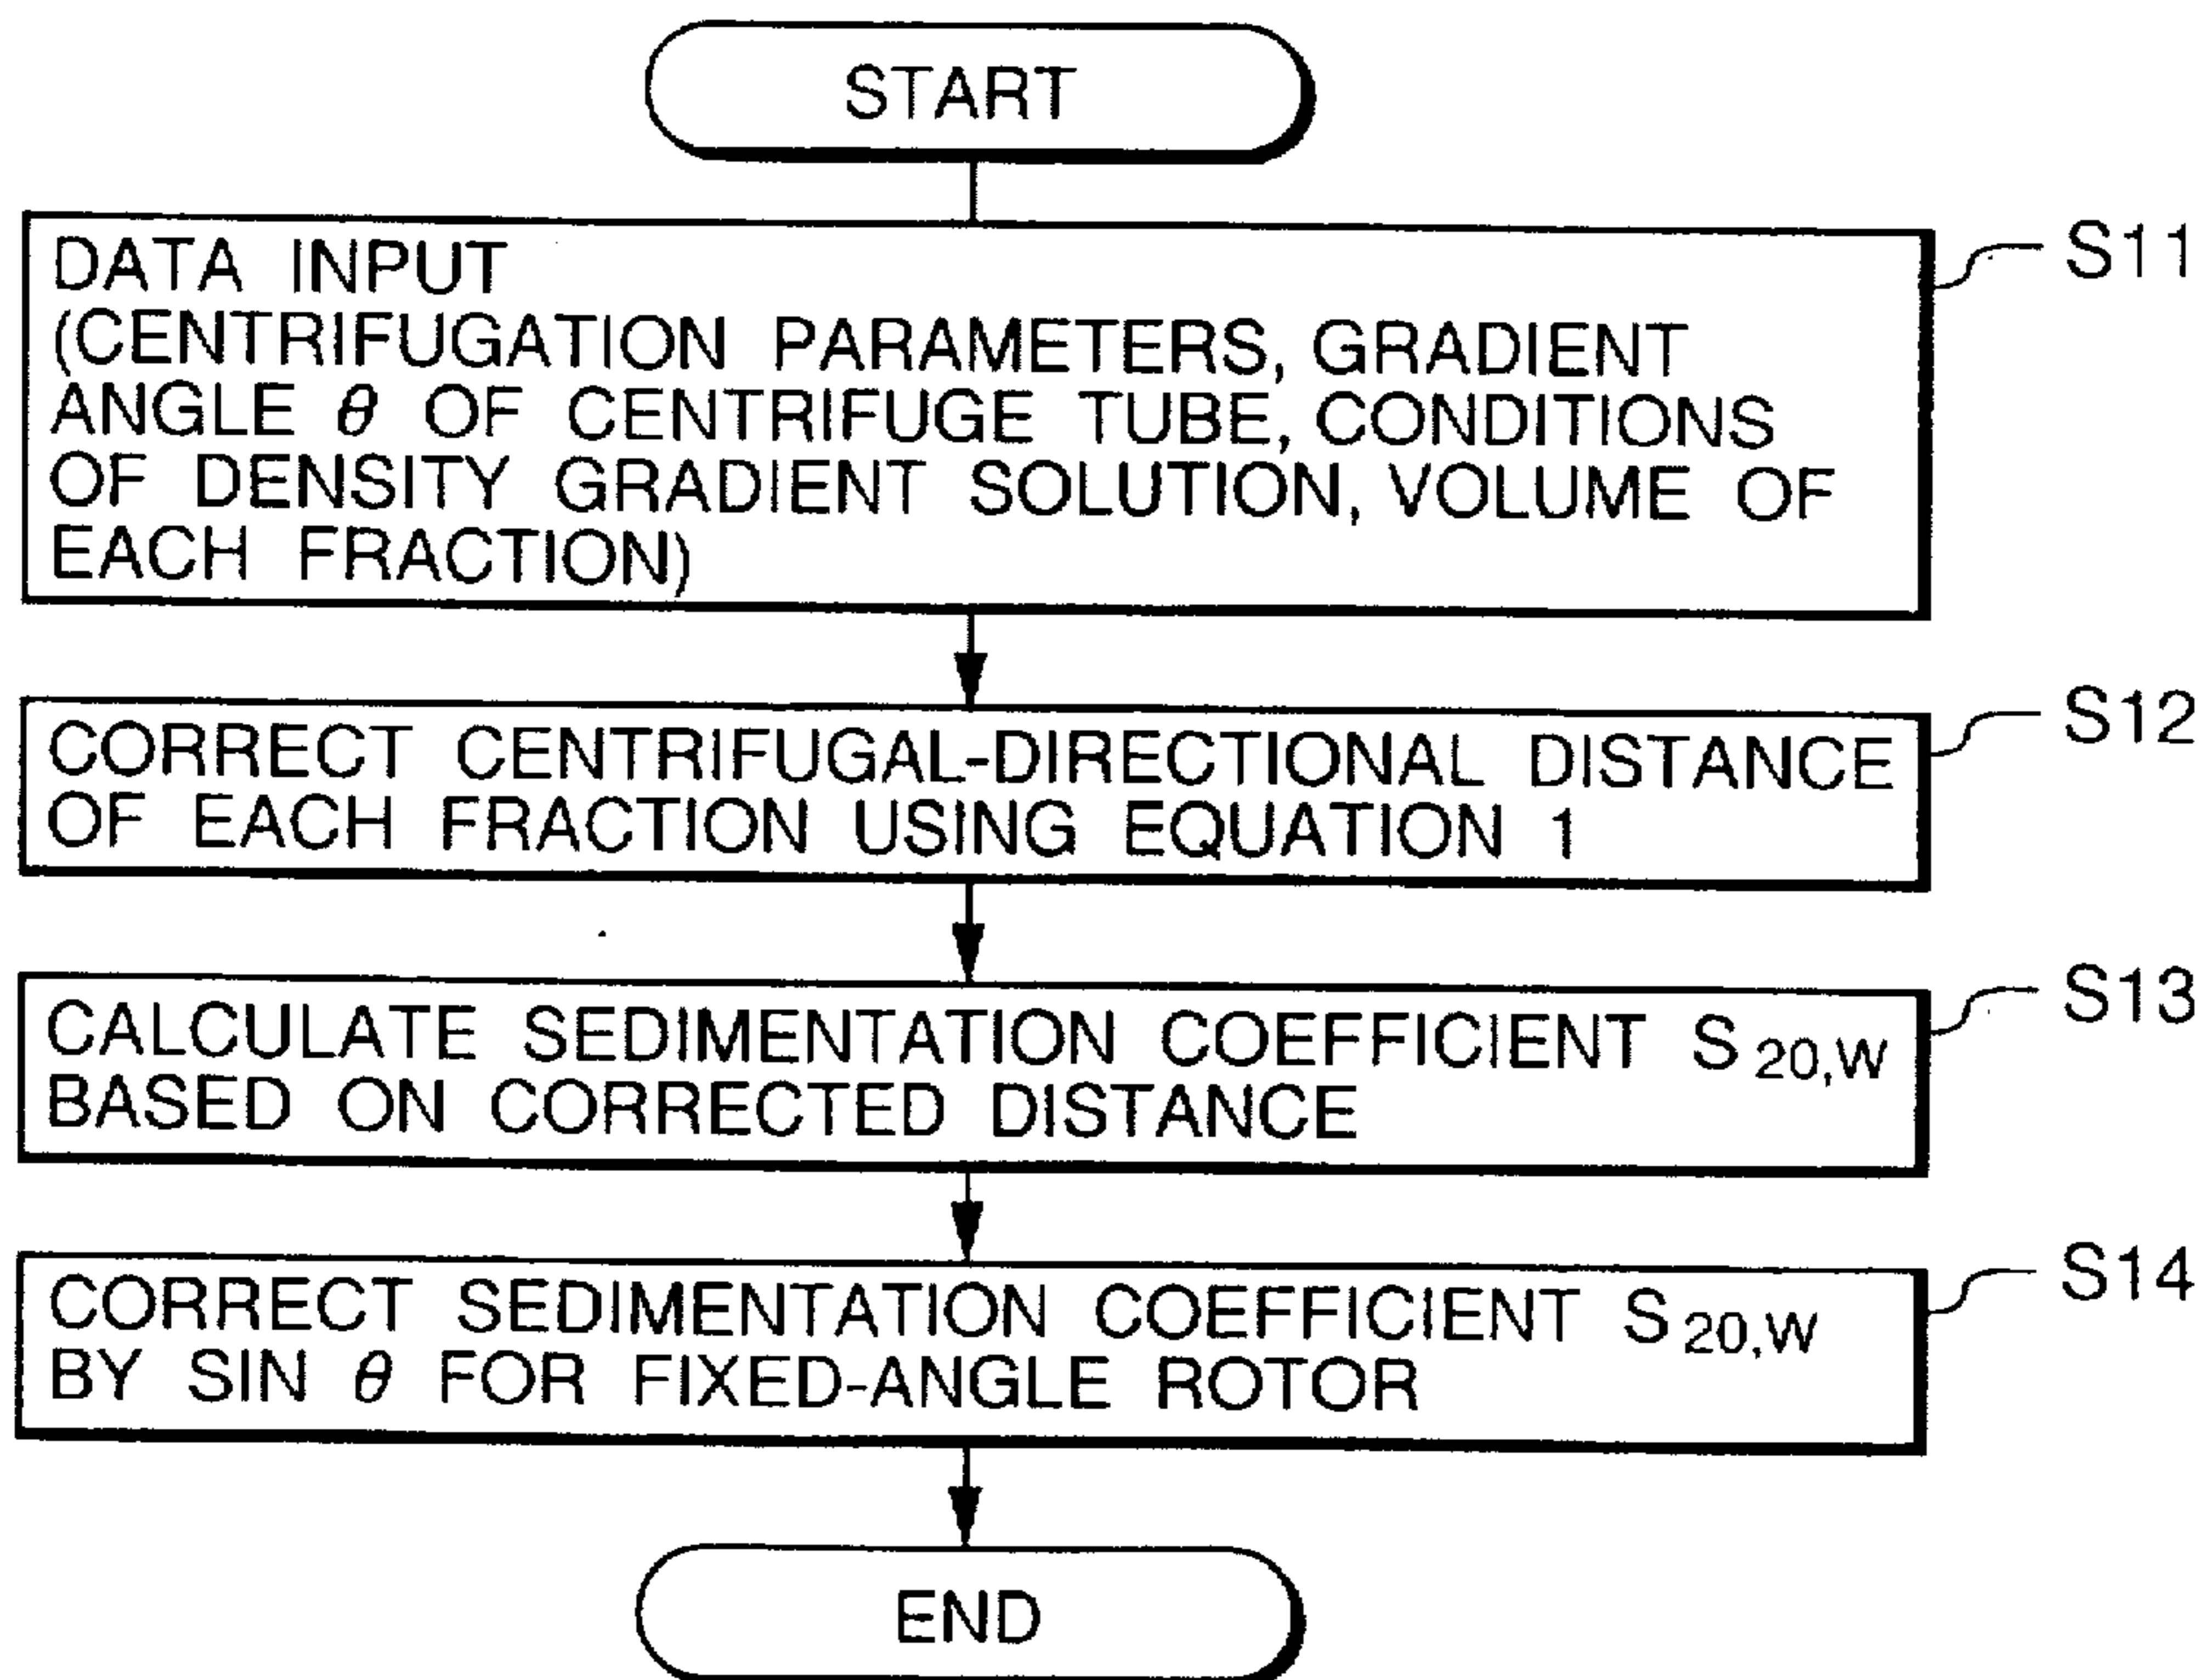 START
DATA INPUT
(CENTRIFUGATION PARAMETERS, GRADIENT
ANGLE θ OF CENTRIFUGE TUBE, CONDITIONS
OF DENSITY GRADIENT SOLUTION, VOLUME OF
EACH FRACTION)
S11
CORRECT CENTRIFUGAL-DIRECTIONAL DISTANCE
OF EACH FRACTION USING EQUATION 1
S12
CALCULATE SEDIMENTATION COEFFICIENT S20,W
BASED ON CORRECTED DISTANCE
S13
CORRECT SEDIMENTATION COEFFICIENT S20,W
BY SIN θ FOR FIXED-ANGLE ROTOR
S14
END